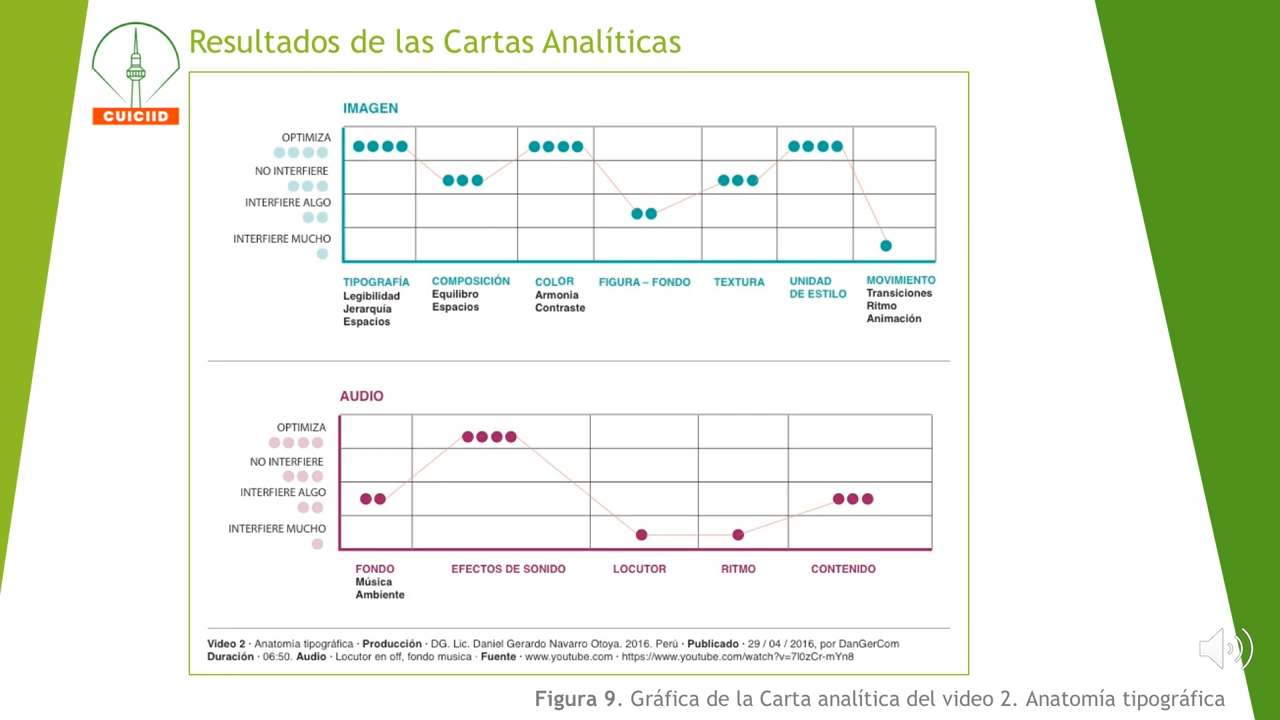 Resultados de las Cartas Analíticas
CUICIID
IMAGEN
OPTIMIZA
NO INTERFIERE
INTERFIERE ALGO
INTERFIERE MUCHO
TIPOGRAFÍA
Legibilidad
Jerarquía
Espacios
COMPOSICIÓN
Equilibro
Espacios
COLOR
Armonia
Contraste
FIGURA – FONDO
TEXTURA
UNIDAD
DE ESTILO
MOVIMIENTO
Transiciones
Ritmo
Animación
AUDIO
OPTIMIZA
NO INTERFIERE
INTERFIERE ALGO
INTERFIERE MUCHO
FONDO
Música
Ambiente
EFECTOS DE SONIDO
LOCUTOR
RITMO
CONTENIDO
Video 2 · Anatomía tipográfica · Producción · DG. Lic. Daniel Gerardo Navarro Otoya. 2016. Perú · Publicado · 29 / 04 / 2016, por DanGerCom
Duración · 06:50. Audio · Locutor en off, fondo musica · Fuente · www.youtube.com · https://www.youtube.com/watch?v=7l0zCr-mYn8
Figura 9. Gráfica de la Carta analítica del video 2. Anatomía tipográfica